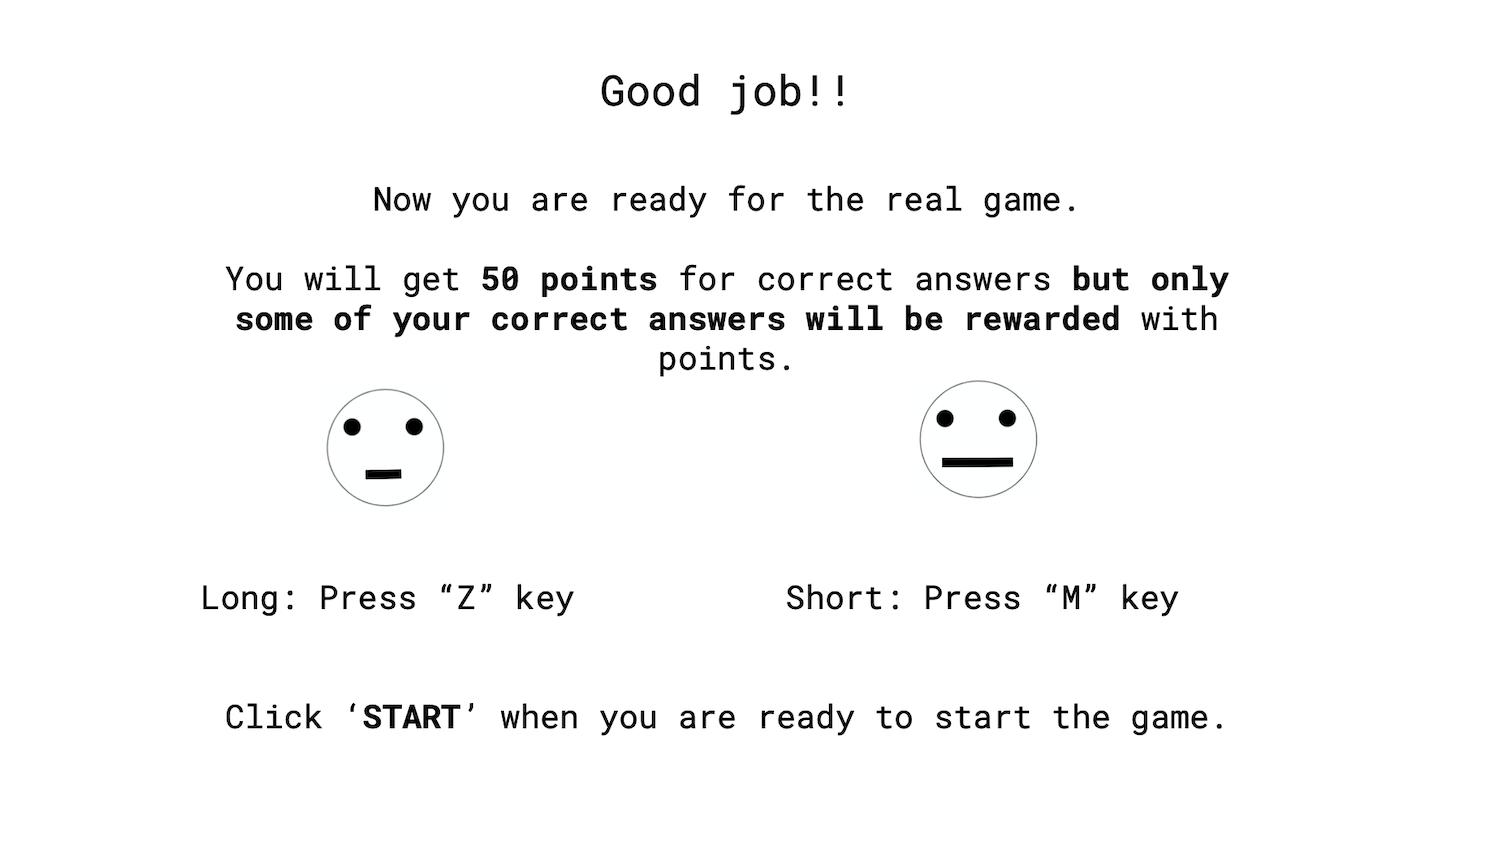 Good job!!
Now you are ready for the real game.
You will get 50 points for correct answers but only
some of your correct answers will be rewarded with
points.
Long: Press “Z” key
Short: Press “M” key
Click ‘START’ when you are ready to start the game.